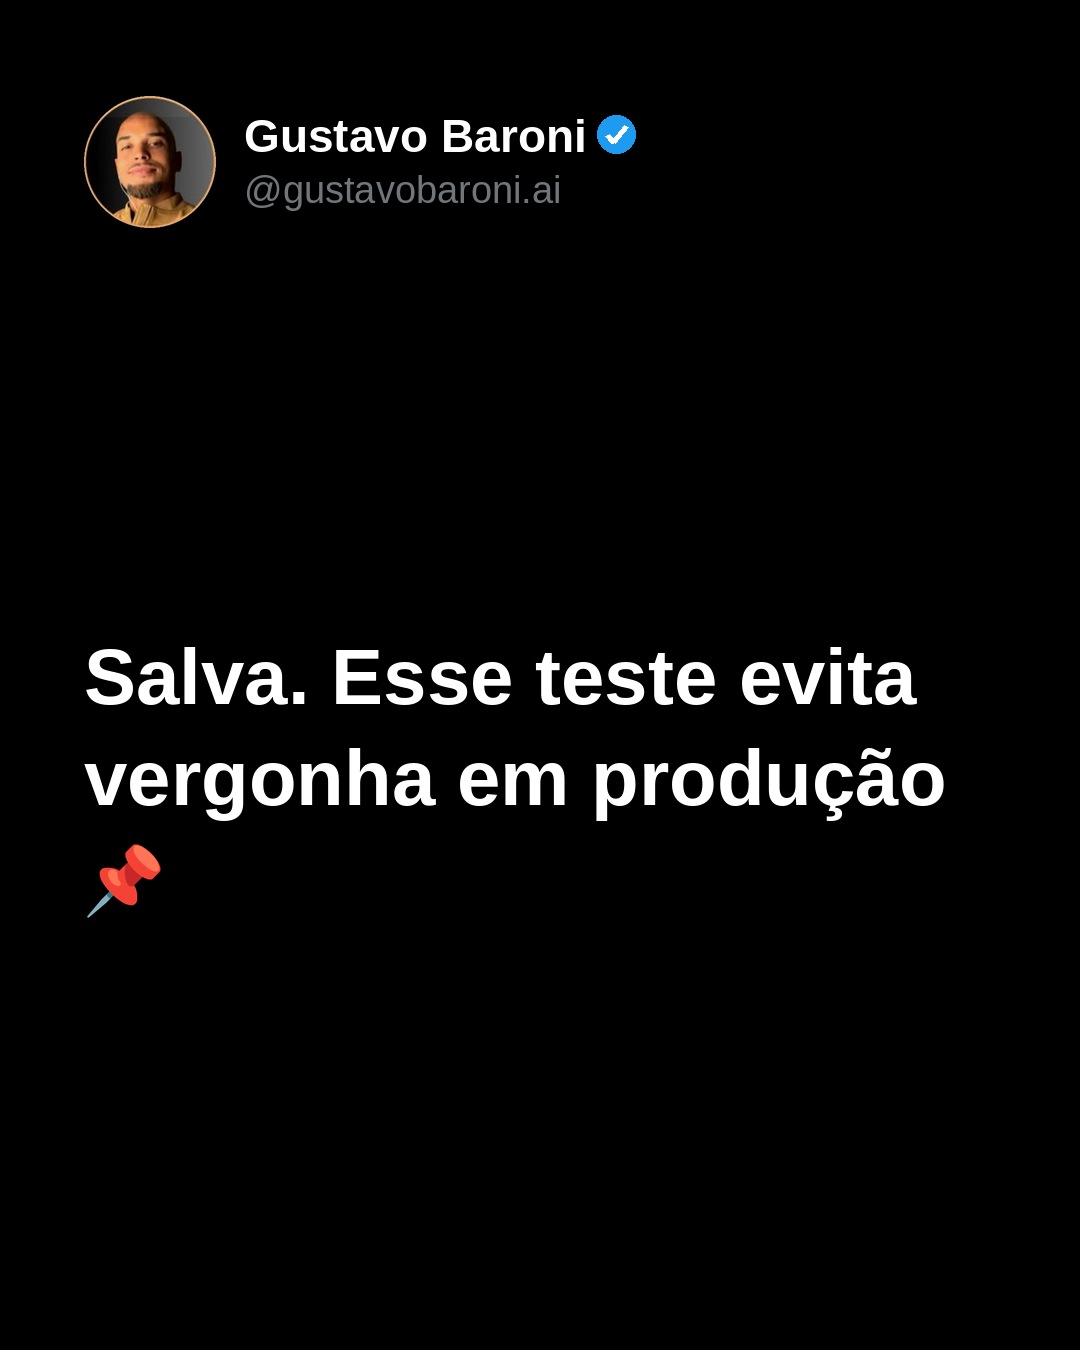 Gustavo Baroni
@gustavobaroni.ai
Salva. Esse teste evita
vergonha em produção
📌